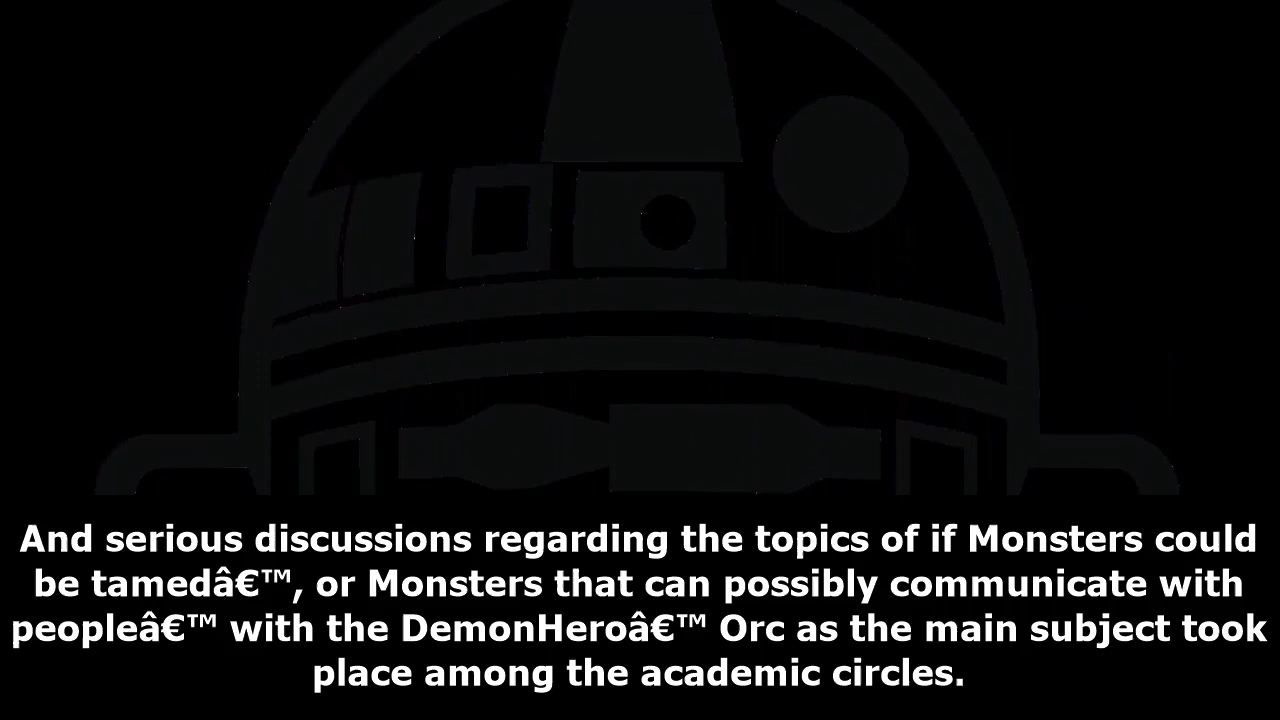 And serious discussions regarding the topics of if Monsters could
be tamedâ€™, or Monsters that can possibly communicate with
peopleâ€™ with the DemonHeroâ€™ Orc as the main subject took
place among the academic circles.